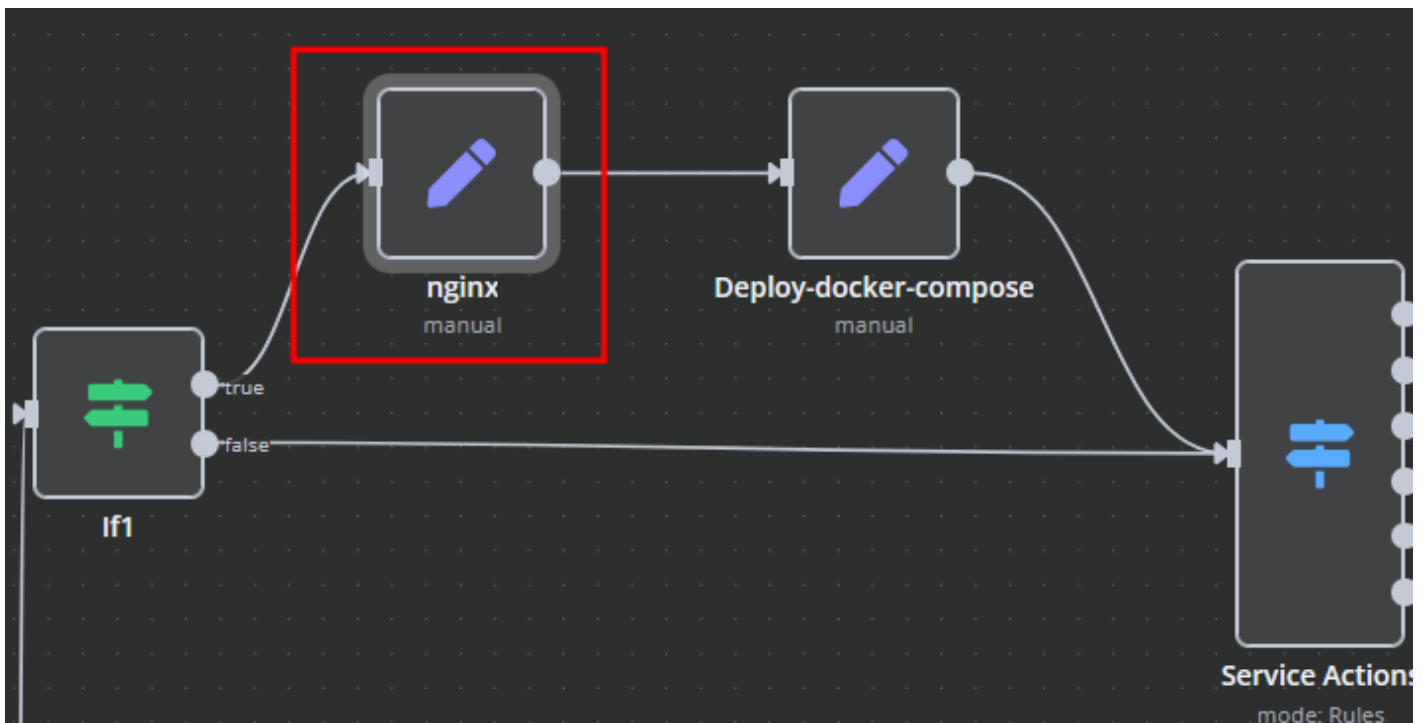 nginx
manual
Deploy-docker-compose
manual
true
false
If1
Service Actions
mode: Rules